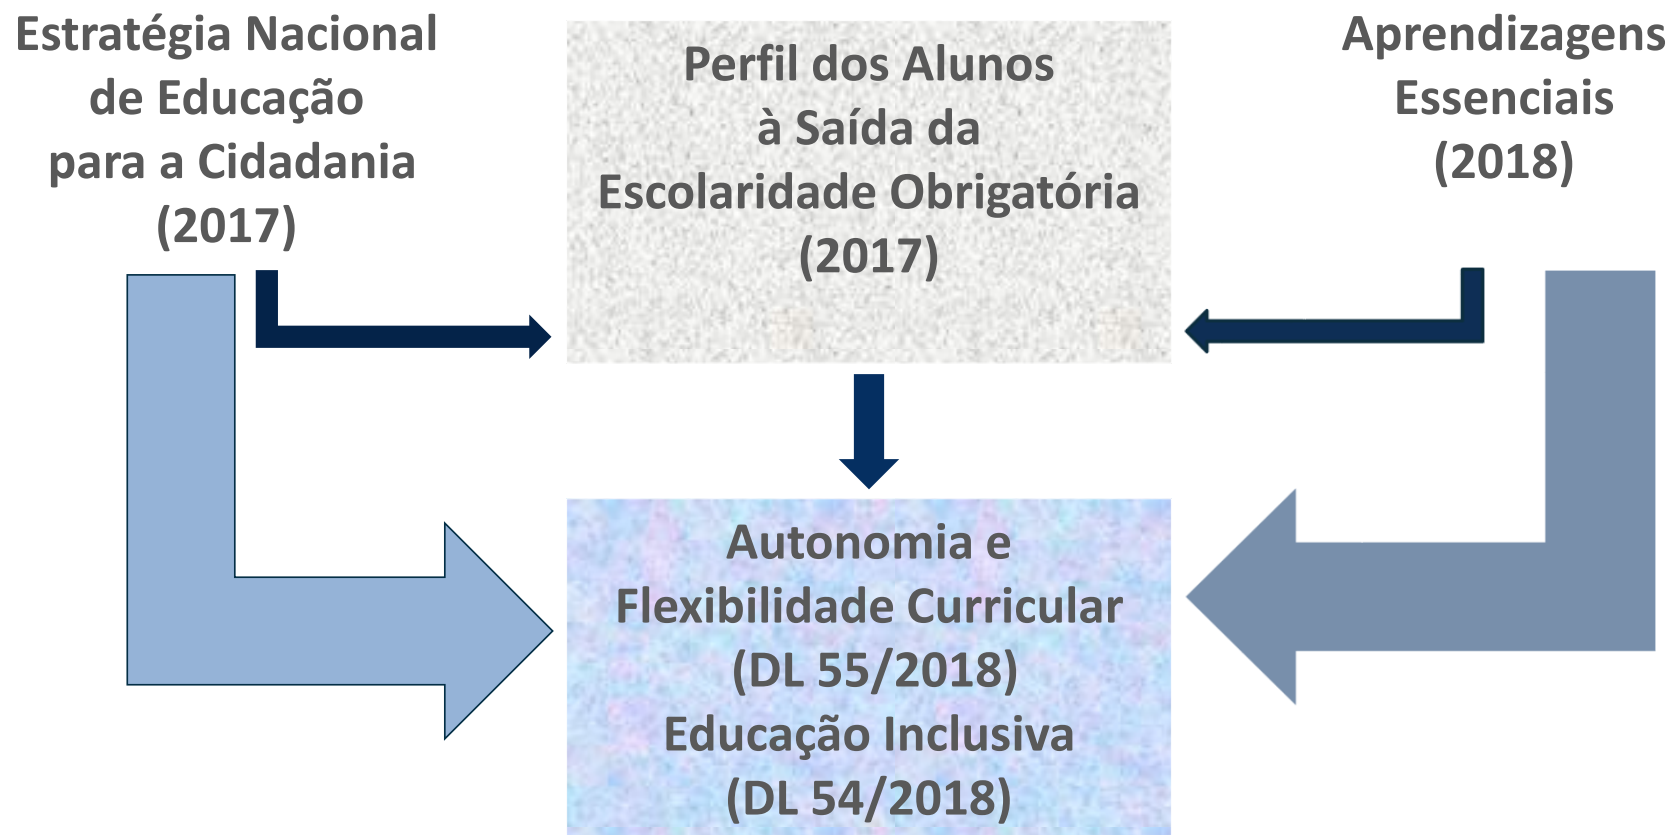 Estratégia Nacional
de Educação
para a Cidadania
(2017)
Perfil dos Alunos
à Saída da
Escolaridade Obrigatória
(2017)
Aprendizagens
Essenciais
(2018)
Autonomia e
Flexibilidade Curricular
(DL 55/2018)
Educação Inclusiva
(DL 54/2018)